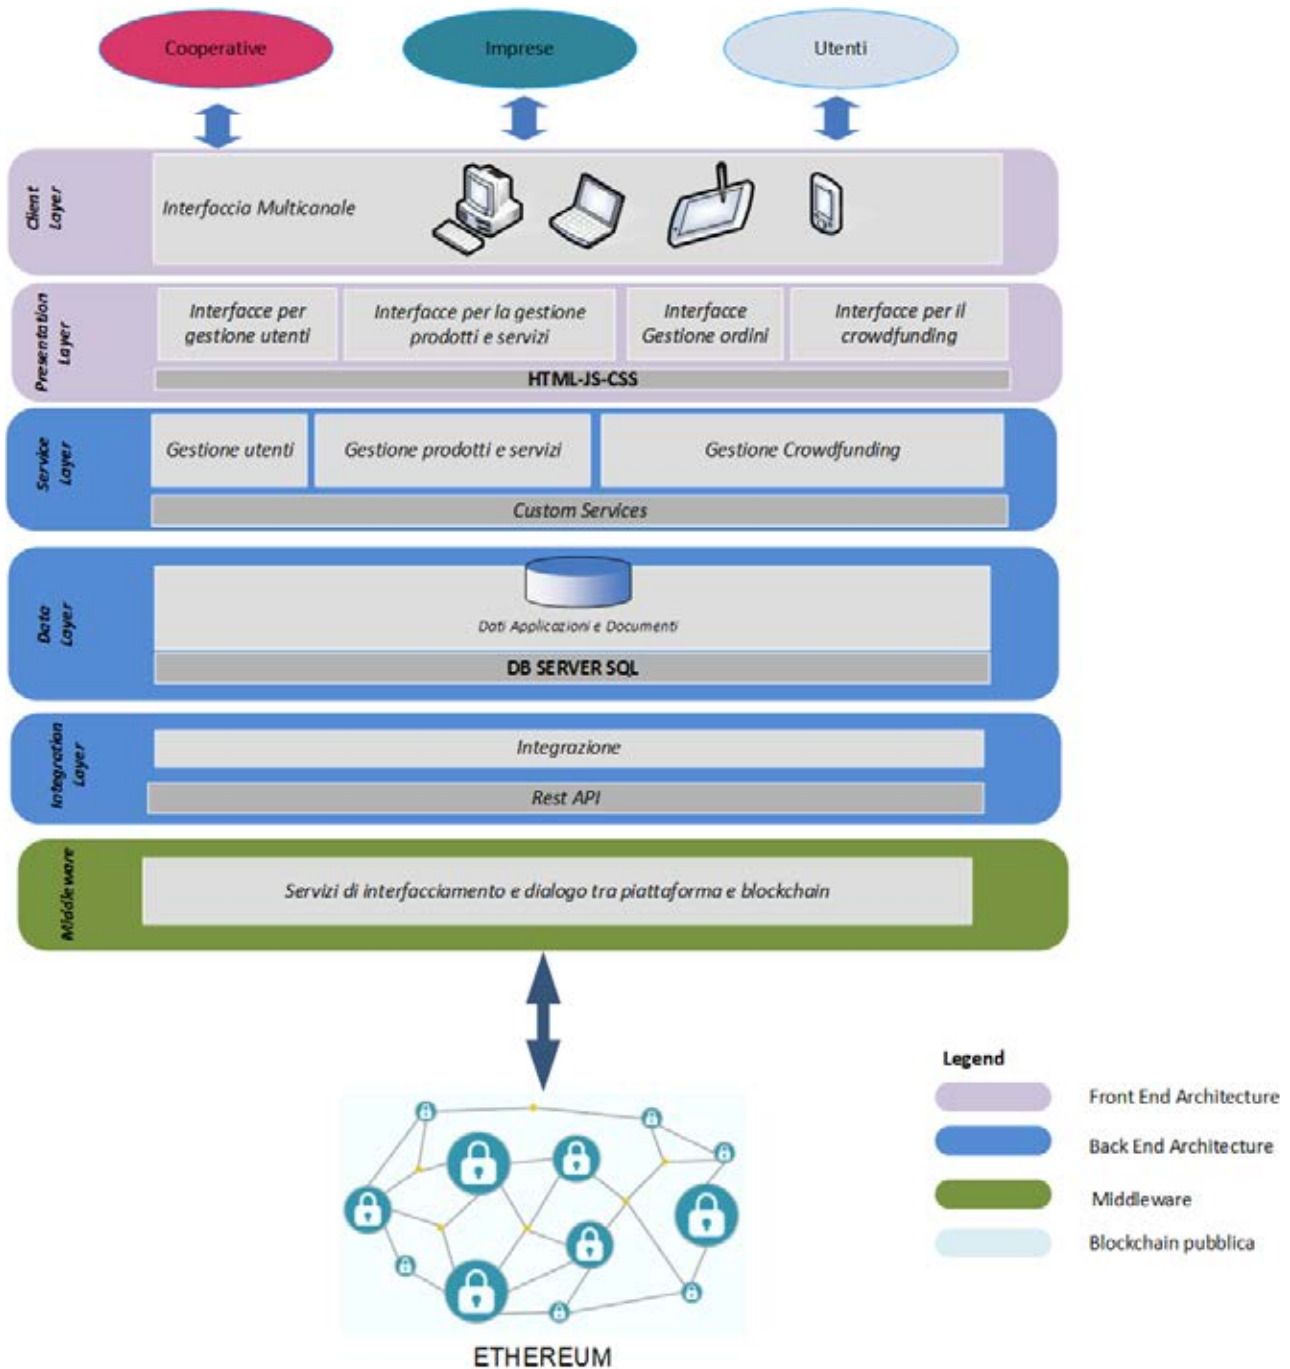 Cooperative
Imprese
Utenti
Client
Layer
Interfaccia Multicanale
Presentation
Layer
Interfacce per
gestione utenti
Interfacce per la gestione
prodotti e servizi
Interfacce
Gestione ordini
Interfacce per il
crowdfunding
HTML-JS-CSS
Service
Layer
Gestione utenti
Gestione prodotti e servizi
Gestione Crowdfunding
Custom Services
Data
Layer
Dati Applicazioni e Documenti
DB SERVER SQL
Integration
Layer
Integrazione
Rest API
Middleware
Servizi di interfacciamento e dialogo tra piattaforma e blockchain
Legend
Front End Architecture
Back End Architecture
Middleware
Blockchain pubblica
ETHEREUM